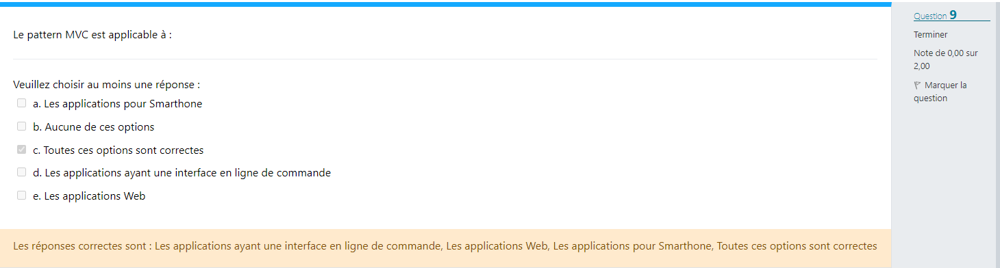 Le pattern MVC est applicable à :
Veuillez choisir au moins une réponse :
a. Les applications pour Smarthone
b. Aucune de ces options
c. Toutes ces options sont correctes
d. Les applications ayant une interface en ligne de commande
e. Les applications Web
Les réponses correctes sont : Les applications ayant une interface en ligne de commande, Les applications Web, Les applications pour Smarthone, Toutes ces options sont correctes
Question 9
Terminer
Note de 0,00 sur
2,00
Marquer la
question